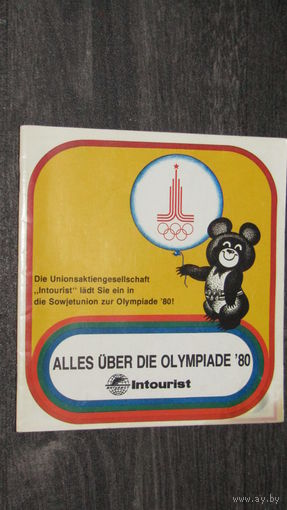 Die Unionsaktiengesellschaft
„Intourist“ lädt Sie ein in
die Sowjetunion zur Olympiade '80!
ALLES ÜBER DIE OLYMPIADE '80
Intourist
www.ay.by